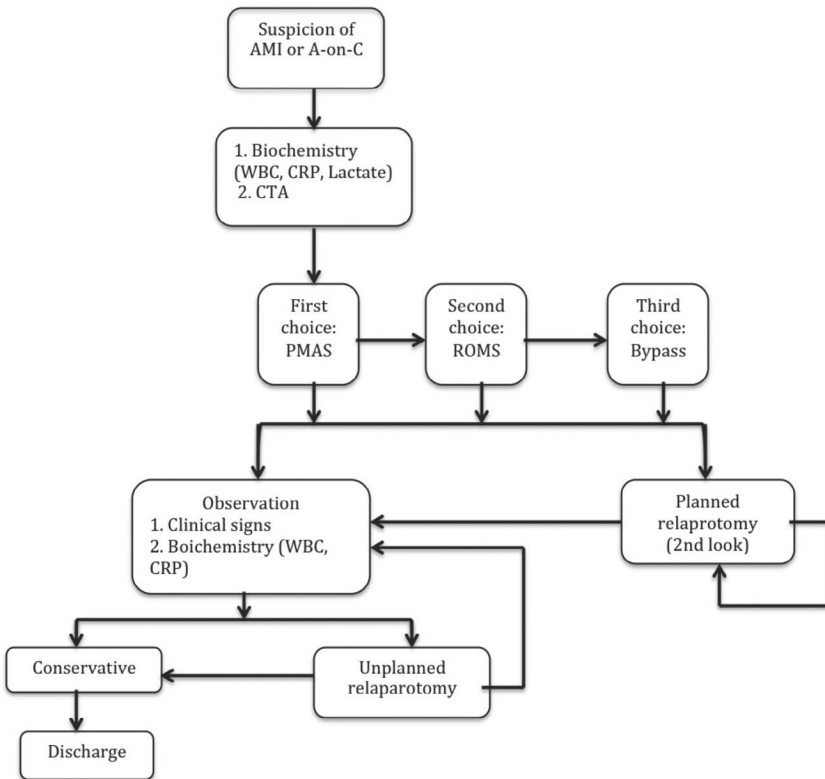 Suspicion of
AMI or A-on-C
1. Biochemistry
(WBC, CRP, Lactate)
2. CTA
First
choice:
PMAS
Second
choice:
ROMS
Third
choice:
Bypass
Observation
1. Clinical signs
2. Boichemistry (WBC,
CRP)
Planned
relaprotomy
(2nd look)
Conservative
Unplanned
relaparotomy
Discharge